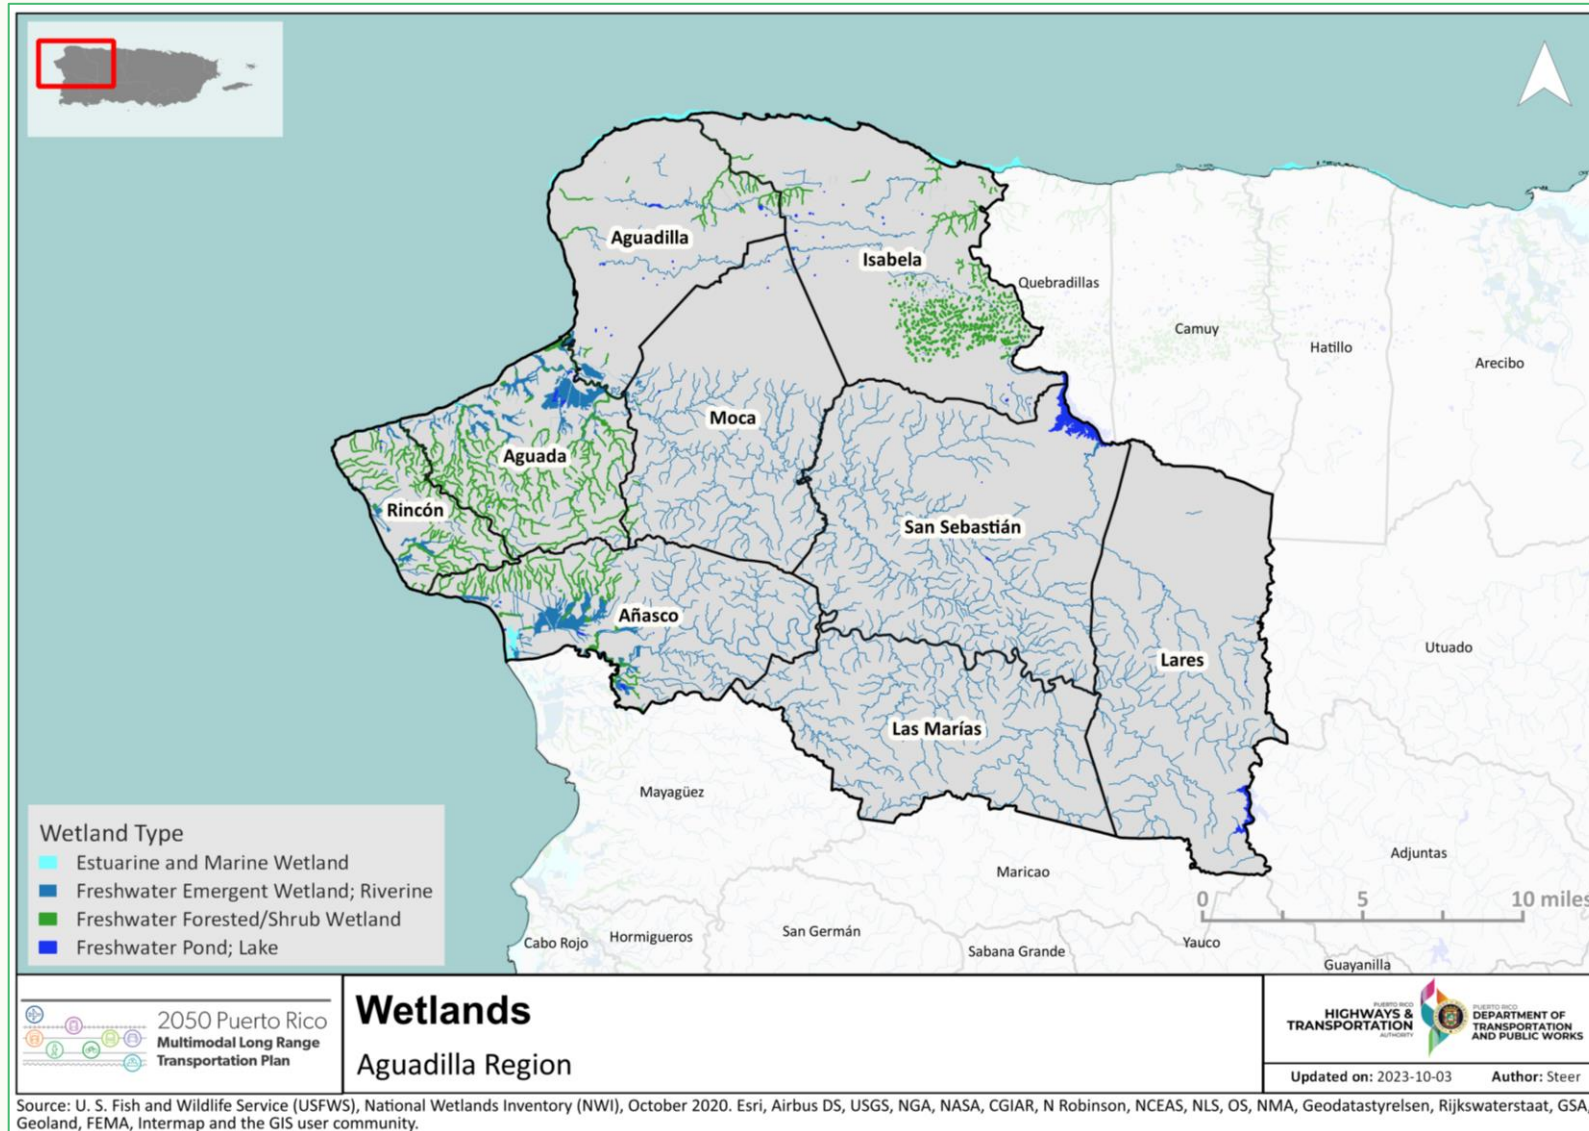 Aguadilla
Isabela
Quebradillas
Camuy
Hatillo
Arecibo
Moca
Aguada
Rincón
San Sebastián
Añasco
Lares
Utuado
Las Marías
Mayagüez
Maricao
Adjuntas
Cabo Rojo
Hormigueros
San Germán
Sabana Grande
Yauco
Guayanilla
0 5 10 miles
Wetland Type
Estuarine and Marine Wetland
Freshwater Emergent Wetland; Riverine
Freshwater Forested/Shrub Wetland
Freshwater Pond; Lake
2050 Puerto Rico
Multimodal Long Range
Transportation Plan
Wetlands
Aguadilla Region
PUERTO RICO
HIGHWAYS &
TRANSPORTATION
AUTHORITY
PUERTO RICO
DEPARTMENT OF
TRANSPORTATION
AND PUBLIC WORKS
Updated on: 2023-10-03 Author: Steer
Source: U. S. Fish and Wildlife Service (USFWS), National Wetlands Inventory (NWI), October 2020. Esri, Airbus DS, USGS, NGA, NASA, CGIAR, N Robinson, NCEAS, NLS, OS, NMA, Geodatastyrelsen, Rijkswaterstaat, GSA,
Geoland, FEMA, Intermap and the GIS user community.